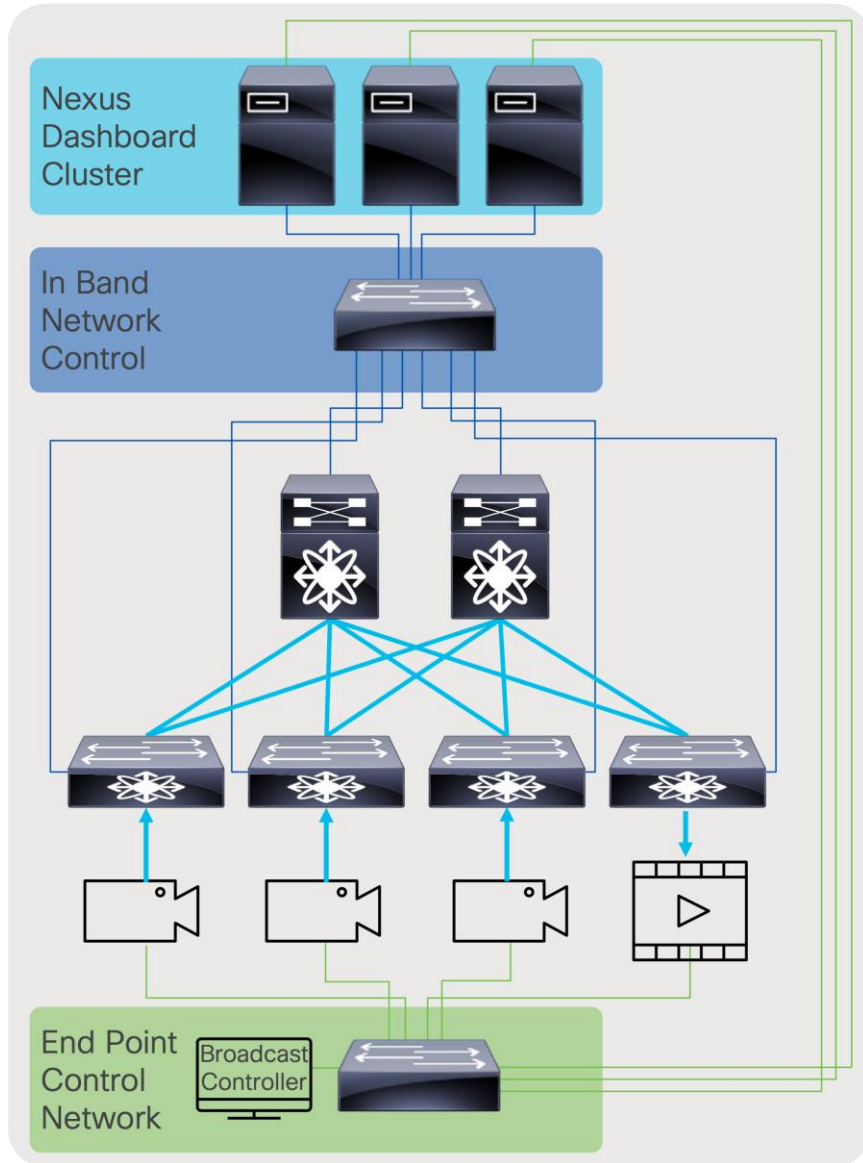 Nexus
Dashboard
Cluster
In Band
Network
Control
End Point
Control
Network
Broadcast
Controller